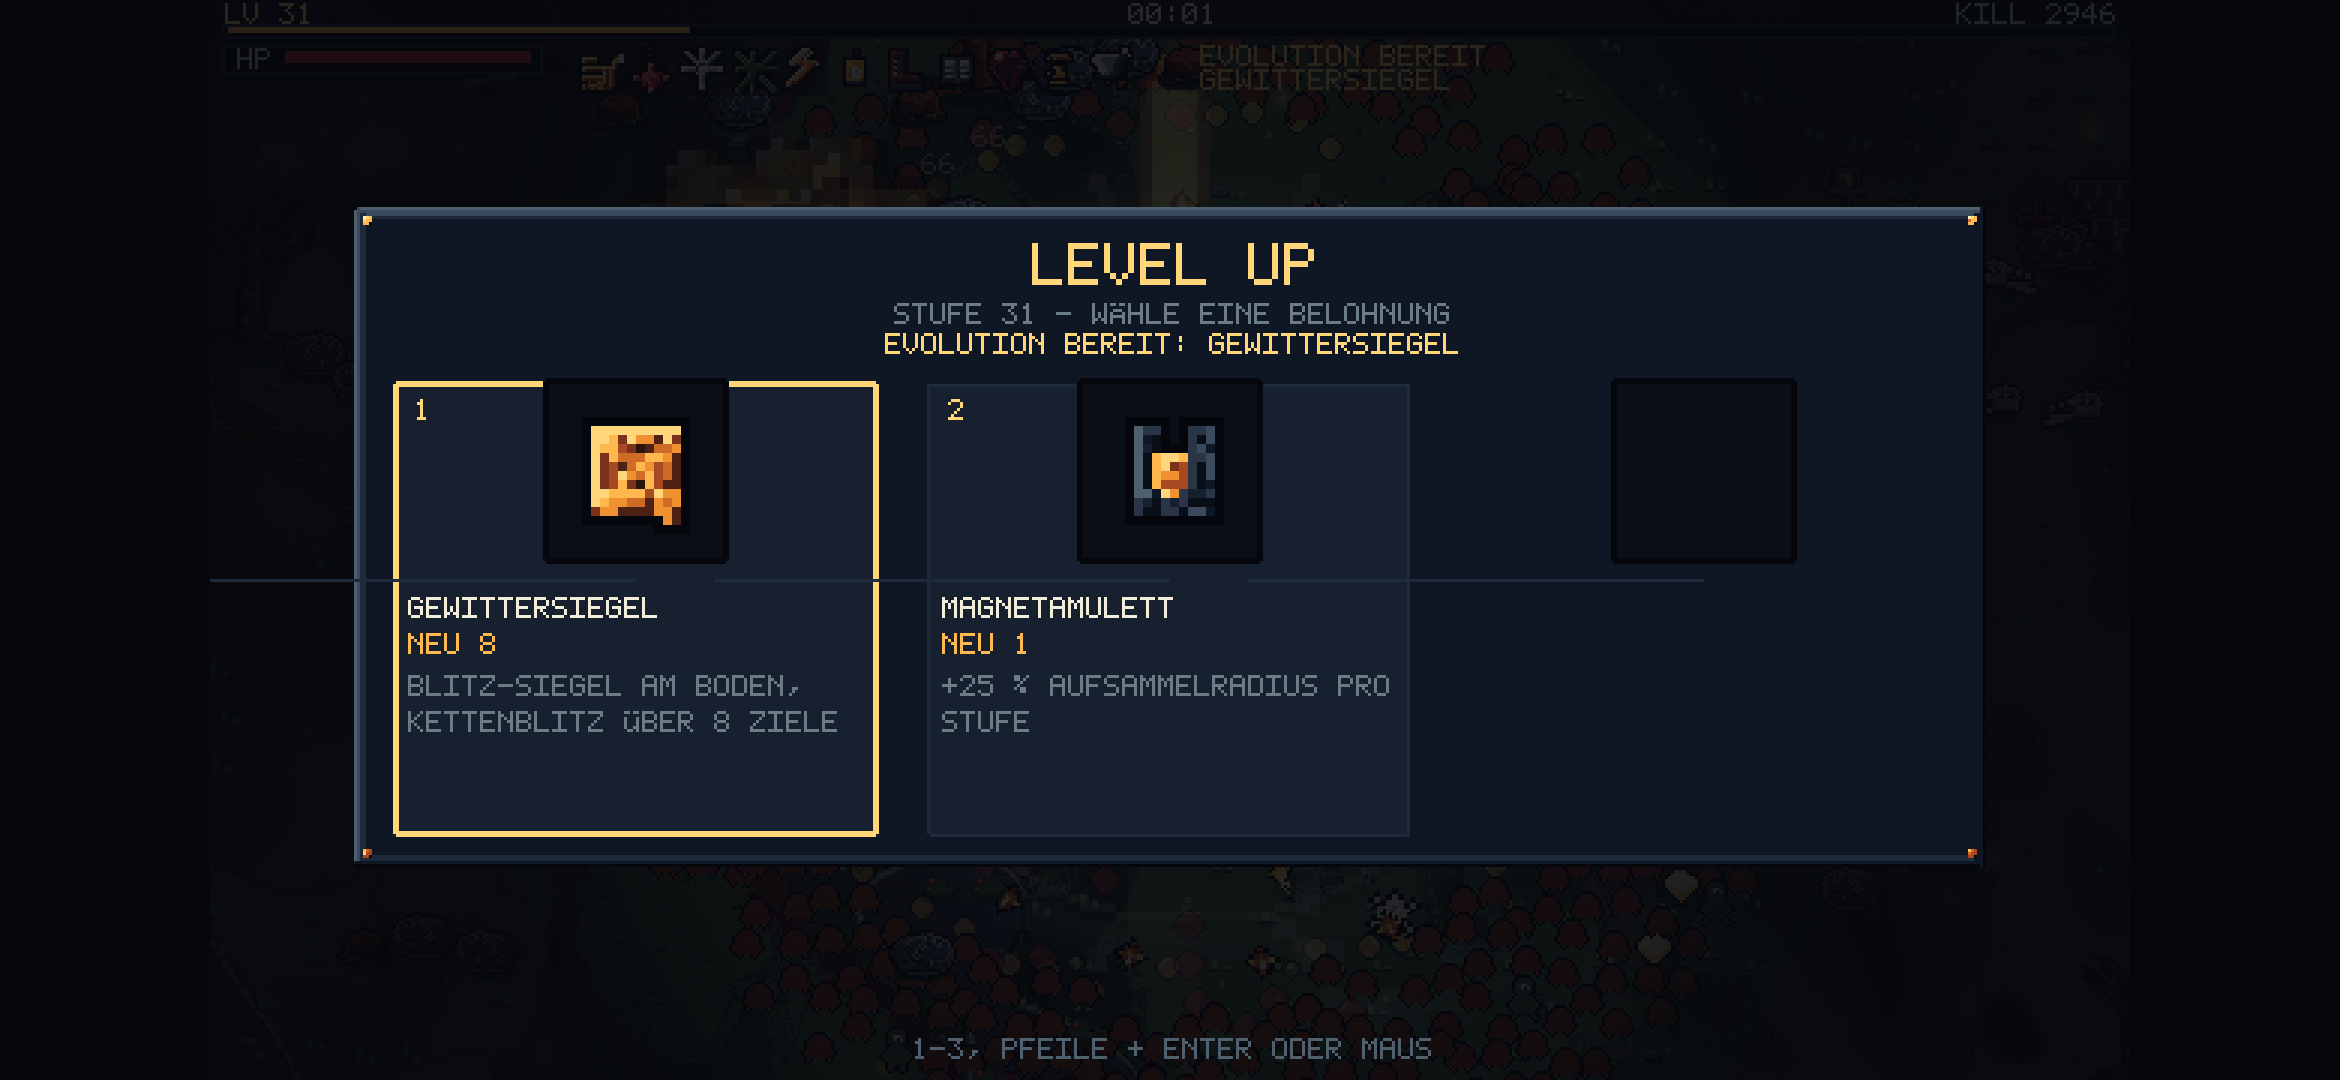 LV 31
00:01
KILL 2946
HP
EVOLUTION BEREIT
GEWITTERSIEGEL
66
66
LEVEL UP
STUFE 31 - WÄHLE EINE BELOHNUNG
EVOLUTION BEREIT: GEWITTERSIEGEL
1
GEWITTERSIEGEL
NEU 8
BLITZ-SIEGEL AM BODEN,
KETTENBLITZ ÜBER 8 ZIELE
2
MAGNETAMULETT
NEU 1
+25 % AUFSAMMELRADIUS PRO
STUFE
1-3, PFEILE + ENTER ODER MAUS